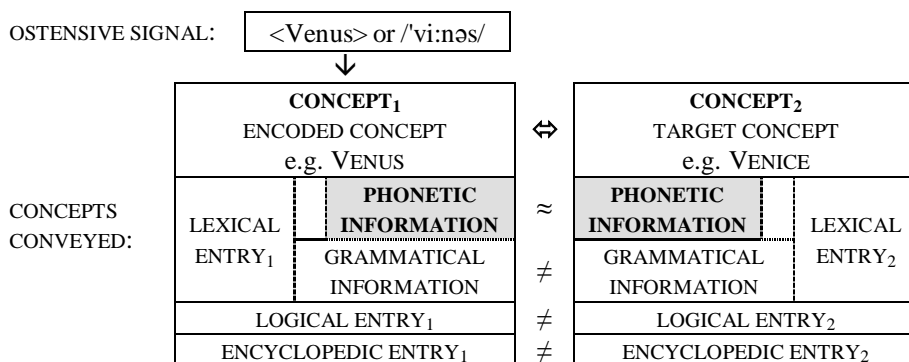 OSTENSIVE SIGNAL: <Venus> or /'vi:nəs/
↓
CONCEPT₁ ⇔ CONCEPT₂
ENCODED CONCEPT TARGET CONCEPT
e.g. VENUS e.g. VENICE
PHONETIC INFORMATION ≈ PHONETIC INFORMATION
CONCEPTS CONVEYED: LEXICAL ENTRY₁ LEXICAL ENTRY₂
GRAMMATICAL INFORMATION ≠ GRAMMATICAL INFORMATION
LOGICAL ENTRY₁ ≠ LOGICAL ENTRY₂
ENCYCLOPEDIC ENTRY₁ ≠ ENCYCLOPEDIC ENTRY₂